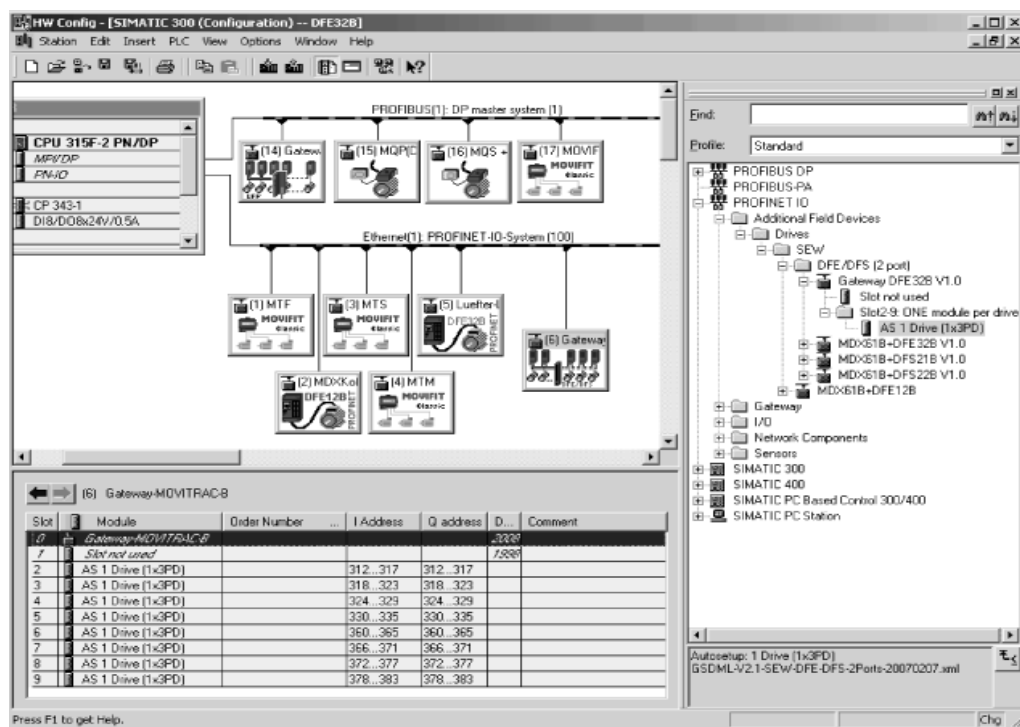 HW Config - [SIMATIC 300 (Configuration) -- DFE32B]
Station Edit Insert PLC View Options Window Help
CPU 315F-2 PN/DP
MPI/DP
PN-IO
CP 343-1
DI8/DO8x24V/0.5A
PROFIBUS(1): DP master system (1)
(14) Gatew
(15) MQP(D
(16) MQS +
(17) MOVIF
MOVIFIT
Classic
Ethernet(1): PROFINET-IO-System (100)
(1) MTF
MOVIFIT
Classic
(3) MTS
MOVIFIT
Classic
(5) Luefter-
DFE32B
PROFINET
(6) Gateway
(2) MDXKol
DFE12B
PROFINET
(4) MTM
MOVIFIT
Classic
Find:
Profile: Standard
PROFIBUS DP
PROFIBUS-PA
PROFINET IO
Additional Field Devices
Drives
SEW
DFE/DFS (2 port)
Gateway DFE32B V1.0
Slot not used
Slot2-9: ONE module per drive
AS 1 Drive (1x3PD)
MDX61B+DFE32B V1.0
MDX61B+DFS21B V1.0
MDX61B+DFS22B V1.0
MDX61B+DFE12B
Gateway
I/O
Network Components
Sensors
SIMATIC 300
SIMATIC 400
SIMATIC PC Based Control 300/400
SIMATIC PC Station
Autosetup: 1 Drive (1x3PD)
GSDML-V2.1-SEW-DFE-DFS-2Ports-20070207.xml
(6) Gateway-MOVITRAC-B
Slot Module Order Number ... I Address Q address D... Comment
0 Gateway-MOVITRAC-B 2008
1 Slot not used 1998
2 AS 1 Drive (1x3PD) 312...317 312...317
3 AS 1 Drive (1x3PD) 318...323 318...323
4 AS 1 Drive (1x3PD) 324...329 324...329
5 AS 1 Drive (1x3PD) 330...335 330...335
6 AS 1 Drive (1x3PD) 360...365 360...365
7 AS 1 Drive (1x3PD) 366...371 366...371
8 AS 1 Drive (1x3PD) 372...377 372...377
9 AS 1 Drive (1x3PD) 378...383 378...383
Press F1 to get Help.
Chg